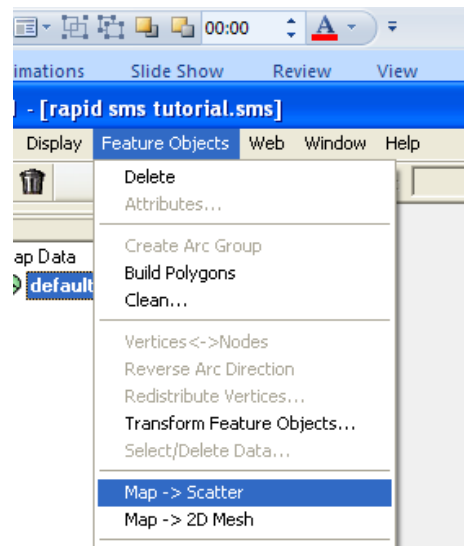 00:00 A
imations Slide Show Review View
- [rapid sms tutorial.sms]
Display Feature Objects Web Window Help
Delete
Attributes...
ap Data
Create Arc Group
default
Build Polygons
Clean...
Vertices<->Nodes
Reverse Arc Direction
Redistribute Vertices...
Transform Feature Objects...
Select/Delete Data...
Map -> Scatter
Map -> 2D Mesh